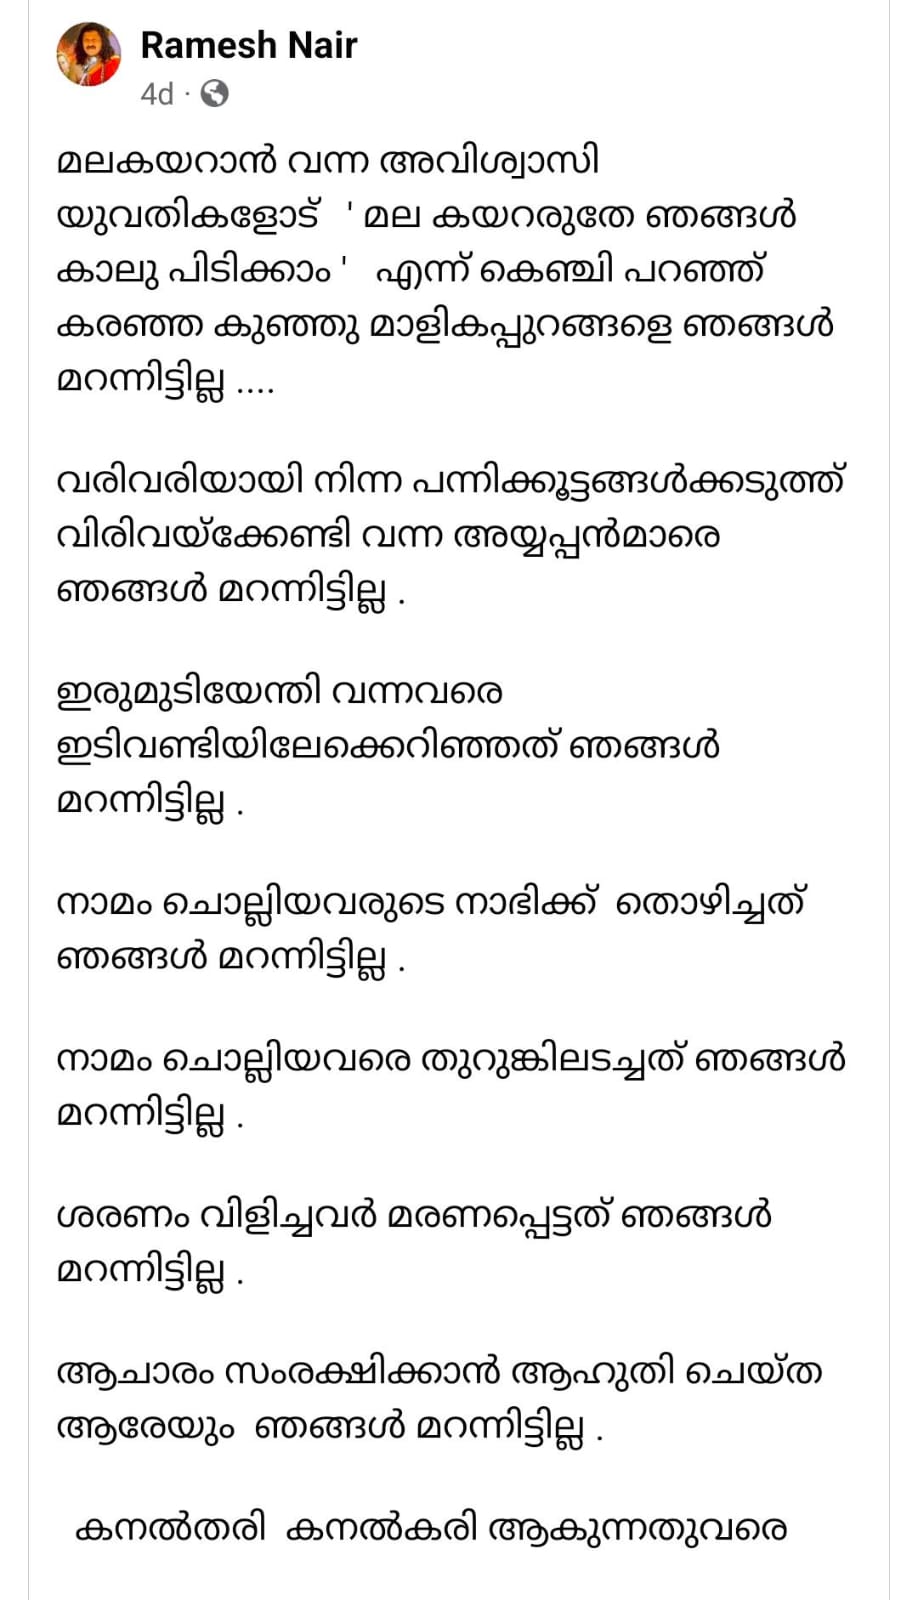 Ramesh Nair
4d ·
മലകയറാൻ വന്ന അവിശ്വാസി
യുവതികളോട് ' മല കയറരുതേ ഞങ്ങൾ
കാലു പിടിക്കാം ' എന്ന് കെഞ്ചി പറഞ്ഞ്
കരഞ്ഞ കുഞ്ഞു മാളികപ്പുറങ്ങളെ ഞങ്ങൾ
മറന്നിട്ടില്ല ....
വരിവരിയായി നിന്ന പന്നിക്കൂട്ടങ്ങൾക്കടുത്ത്
വിരിവയ്ക്കേണ്ടി വന്ന അയ്യപ്പൻമാരെ
ഞങ്ങൾ മറന്നിട്ടില്ല .
ഇരുമുടിയേന്തി വന്നവരെ
ഇടിവണ്ടിയിലേക്കെറിഞ്ഞത് ഞങ്ങൾ
മറന്നിട്ടില്ല .
നാമം ചൊല്ലിയവരുടെ നാഭിക്ക് തൊഴിച്ചത്
ഞങ്ങൾ മറന്നിട്ടില്ല .
നാമം ചൊല്ലിയവരെ തുറുങ്കിലടച്ചത് ഞങ്ങൾ
മറന്നിട്ടില്ല .
ശരണം വിളിച്ചവർ മരണപ്പെട്ടത് ഞങ്ങൾ
മറന്നിട്ടില്ല .
ആചാരം സംരക്ഷിക്കാൻ ആഹുതി ചെയ്ത
ആരേയും ഞങ്ങൾ മറന്നിട്ടില്ല .
കനൽതരി കനൽകരി ആകുന്നതുവരെ